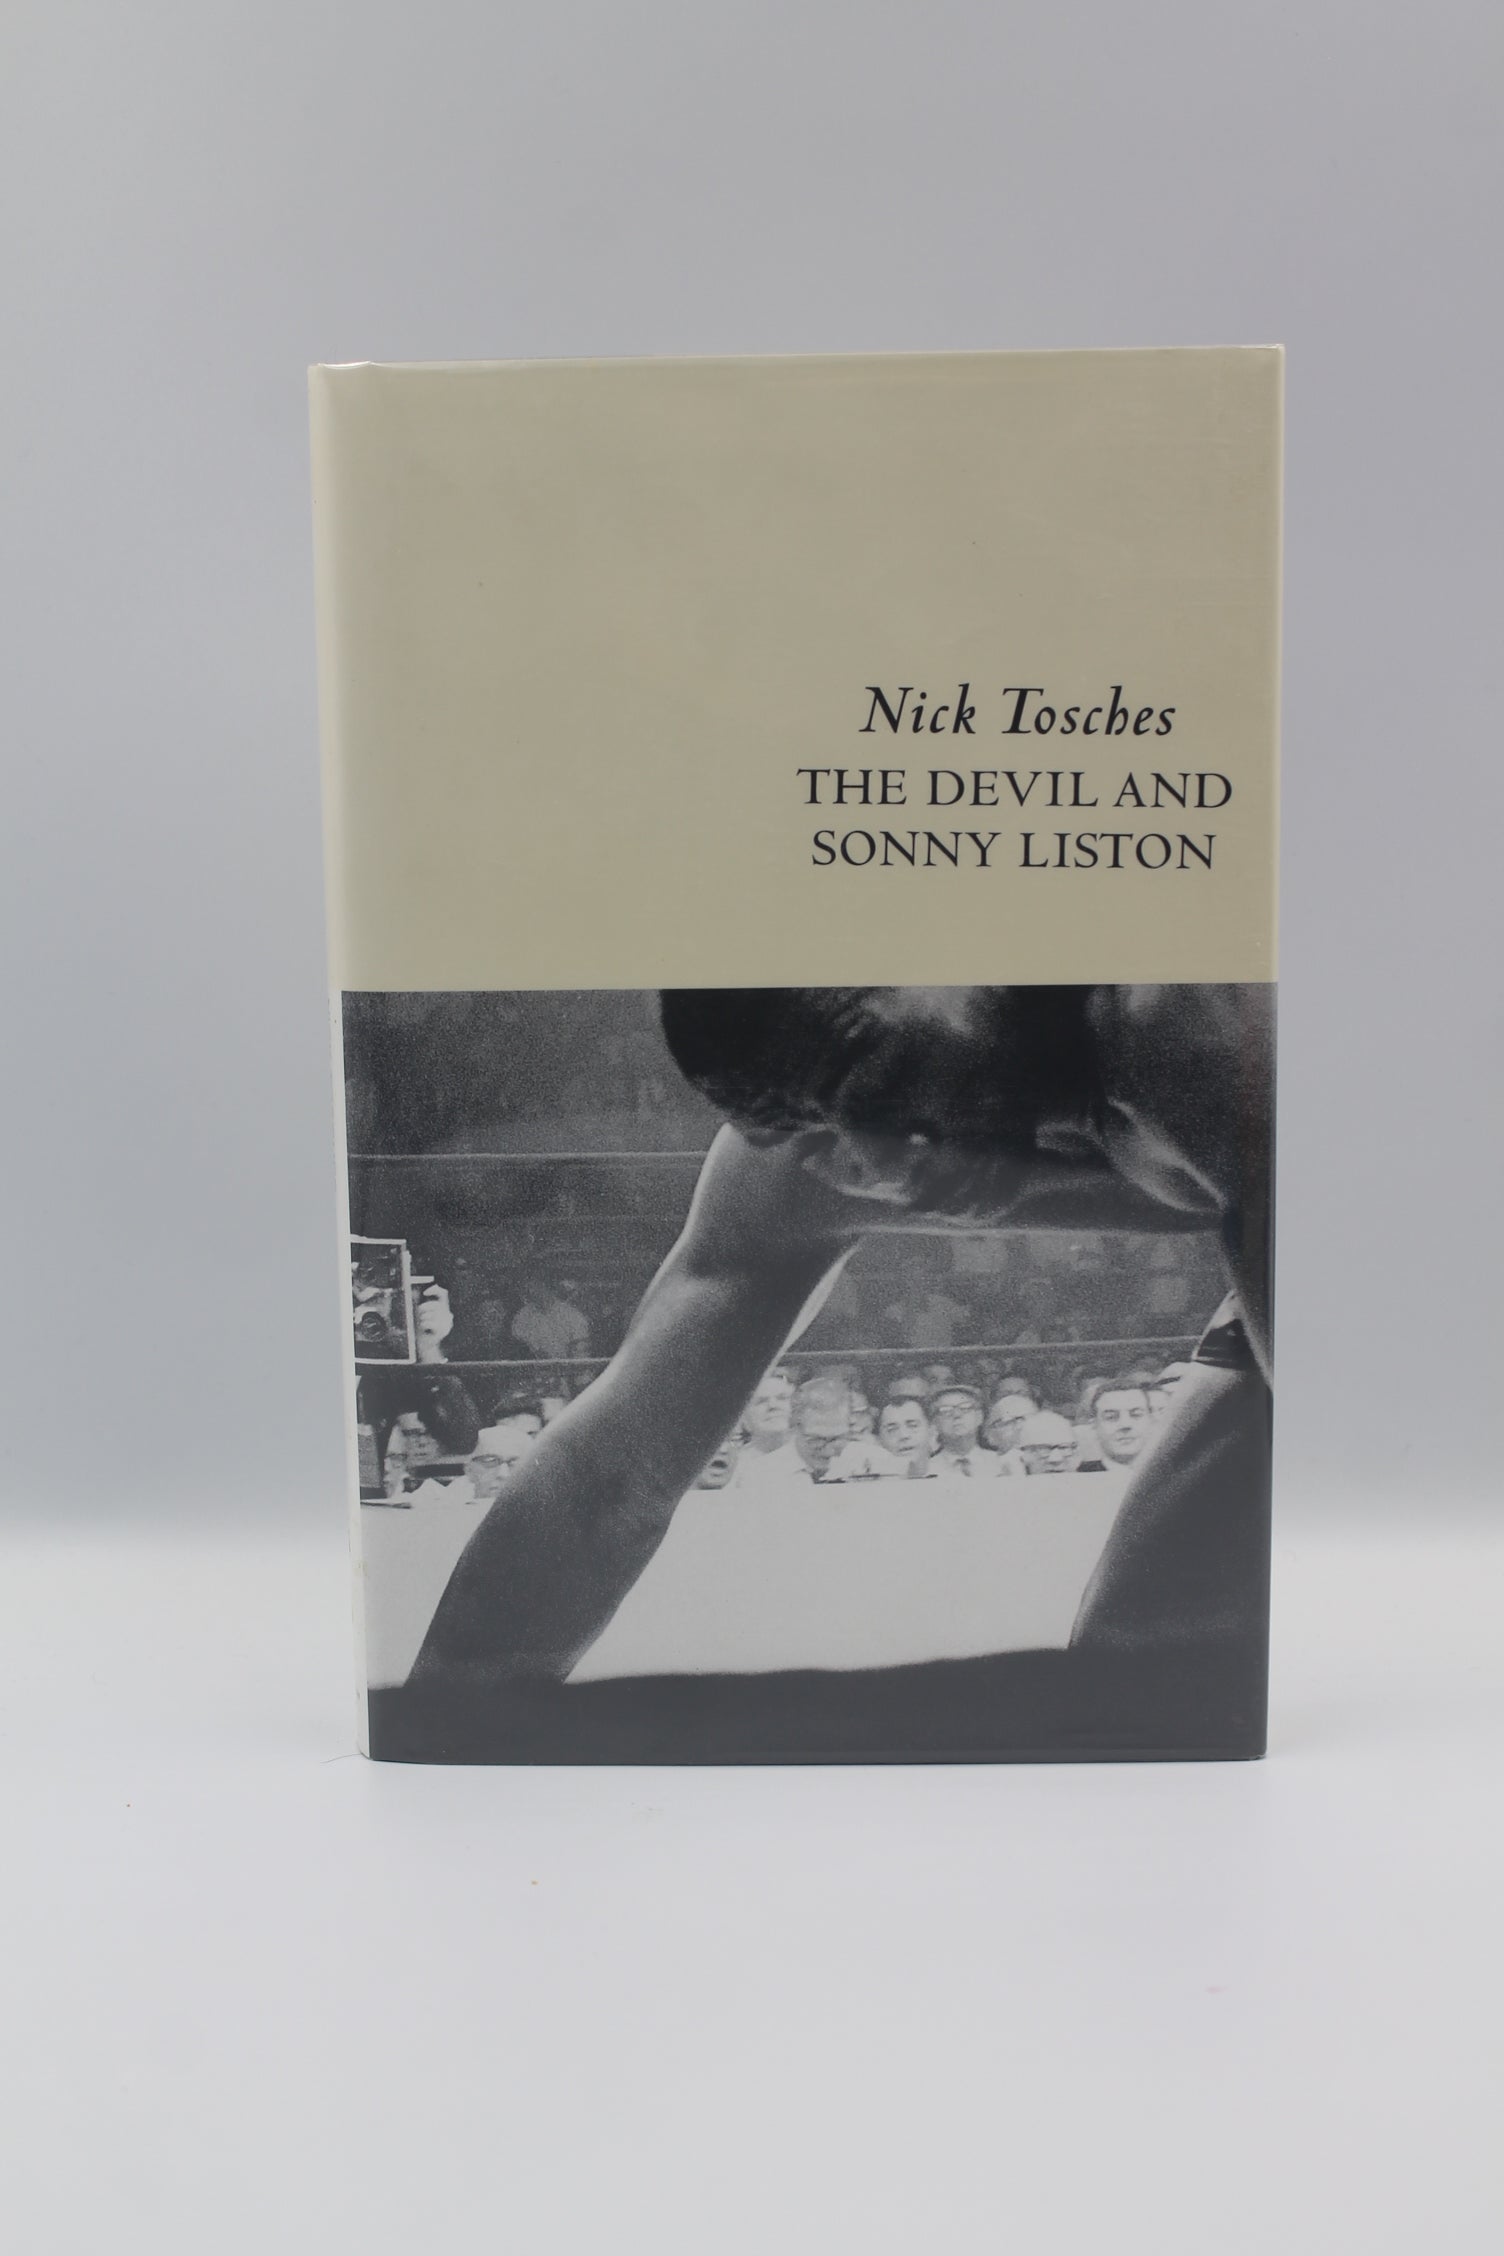 Nick Tosches
THE DEVIL AND
SONNY LISTON